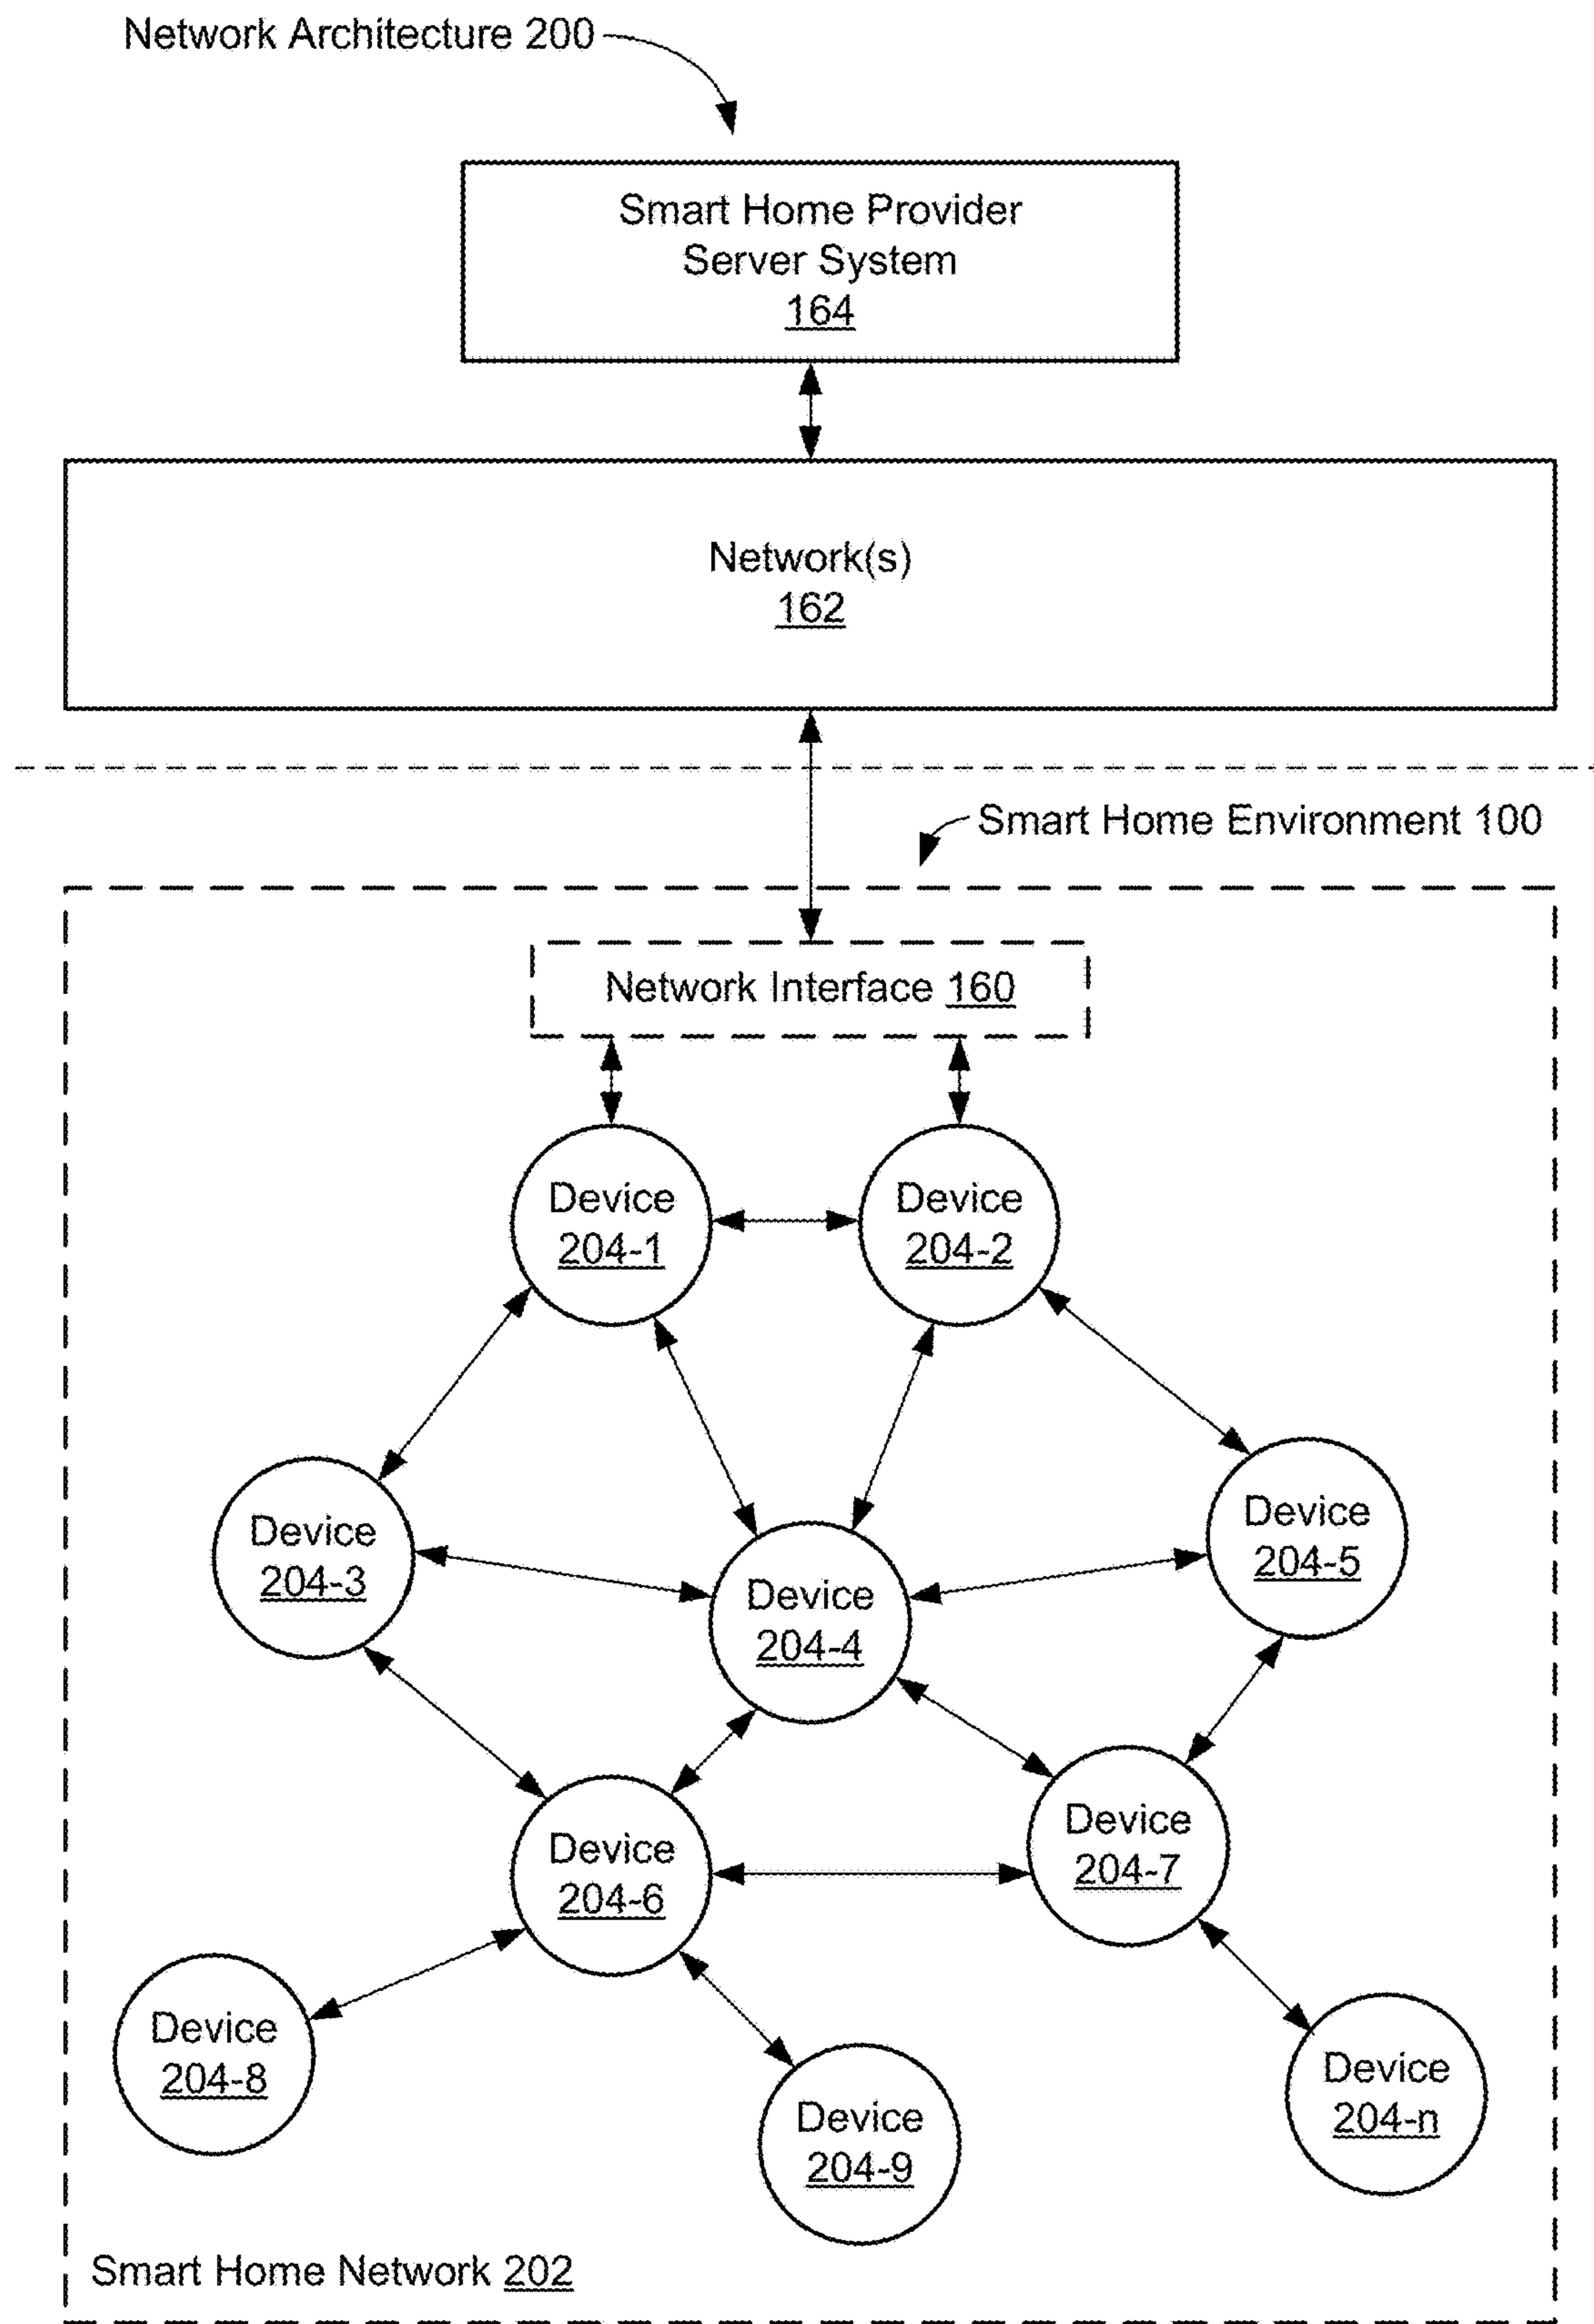 Network Architecture 200
Smart Home Provider
Server System
164
Network(s)
162
Smart Home Environment 100
Network Interface 160
Device
204-1
Device
204-2
Device
204-3
Device
204-5
Device
204-4
Device
204-7
Device
204-6
Device
204-8
Device
204-n
Device
204-9
Smart Home Network 202